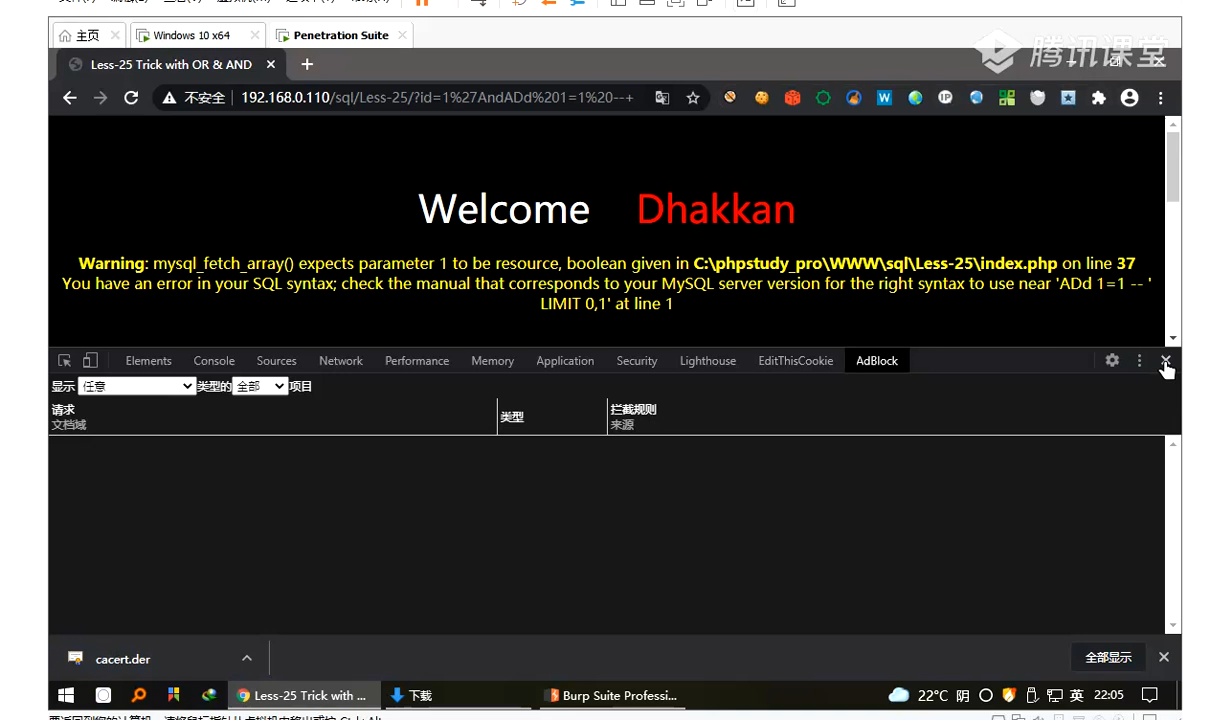 主页
Windows 10 x64
Penetration Suite
腾讯课堂
Less-25 Trick with OR & AND
不安全
192.168.0.110/sql/Less-25/?id=1%27AndADd%201=1%20--+
Welcome Dhakkan
Warning: mysql_fetch_array() expects parameter 1 to be resource, boolean given in C:\phpstudy_pro\WWW\sql\Less-25\index.php on line 37
You have an error in your SQL syntax; check the manual that corresponds to your MySQL server version for the right syntax to use near 'ADd 1=1 -- '
LIMIT 0,1' at line 1
Elements Console Sources Network Performance Memory Application Security Lighthouse EditThisCookie AdBlock
显示 任意 类型的 全部 项目
请求 类型 拦截规则
文档域 来源
cacert.der 全部显示
Less-25 Trick with ... 下载 Burp Suite Professi... 22°C 阴 英 22:05